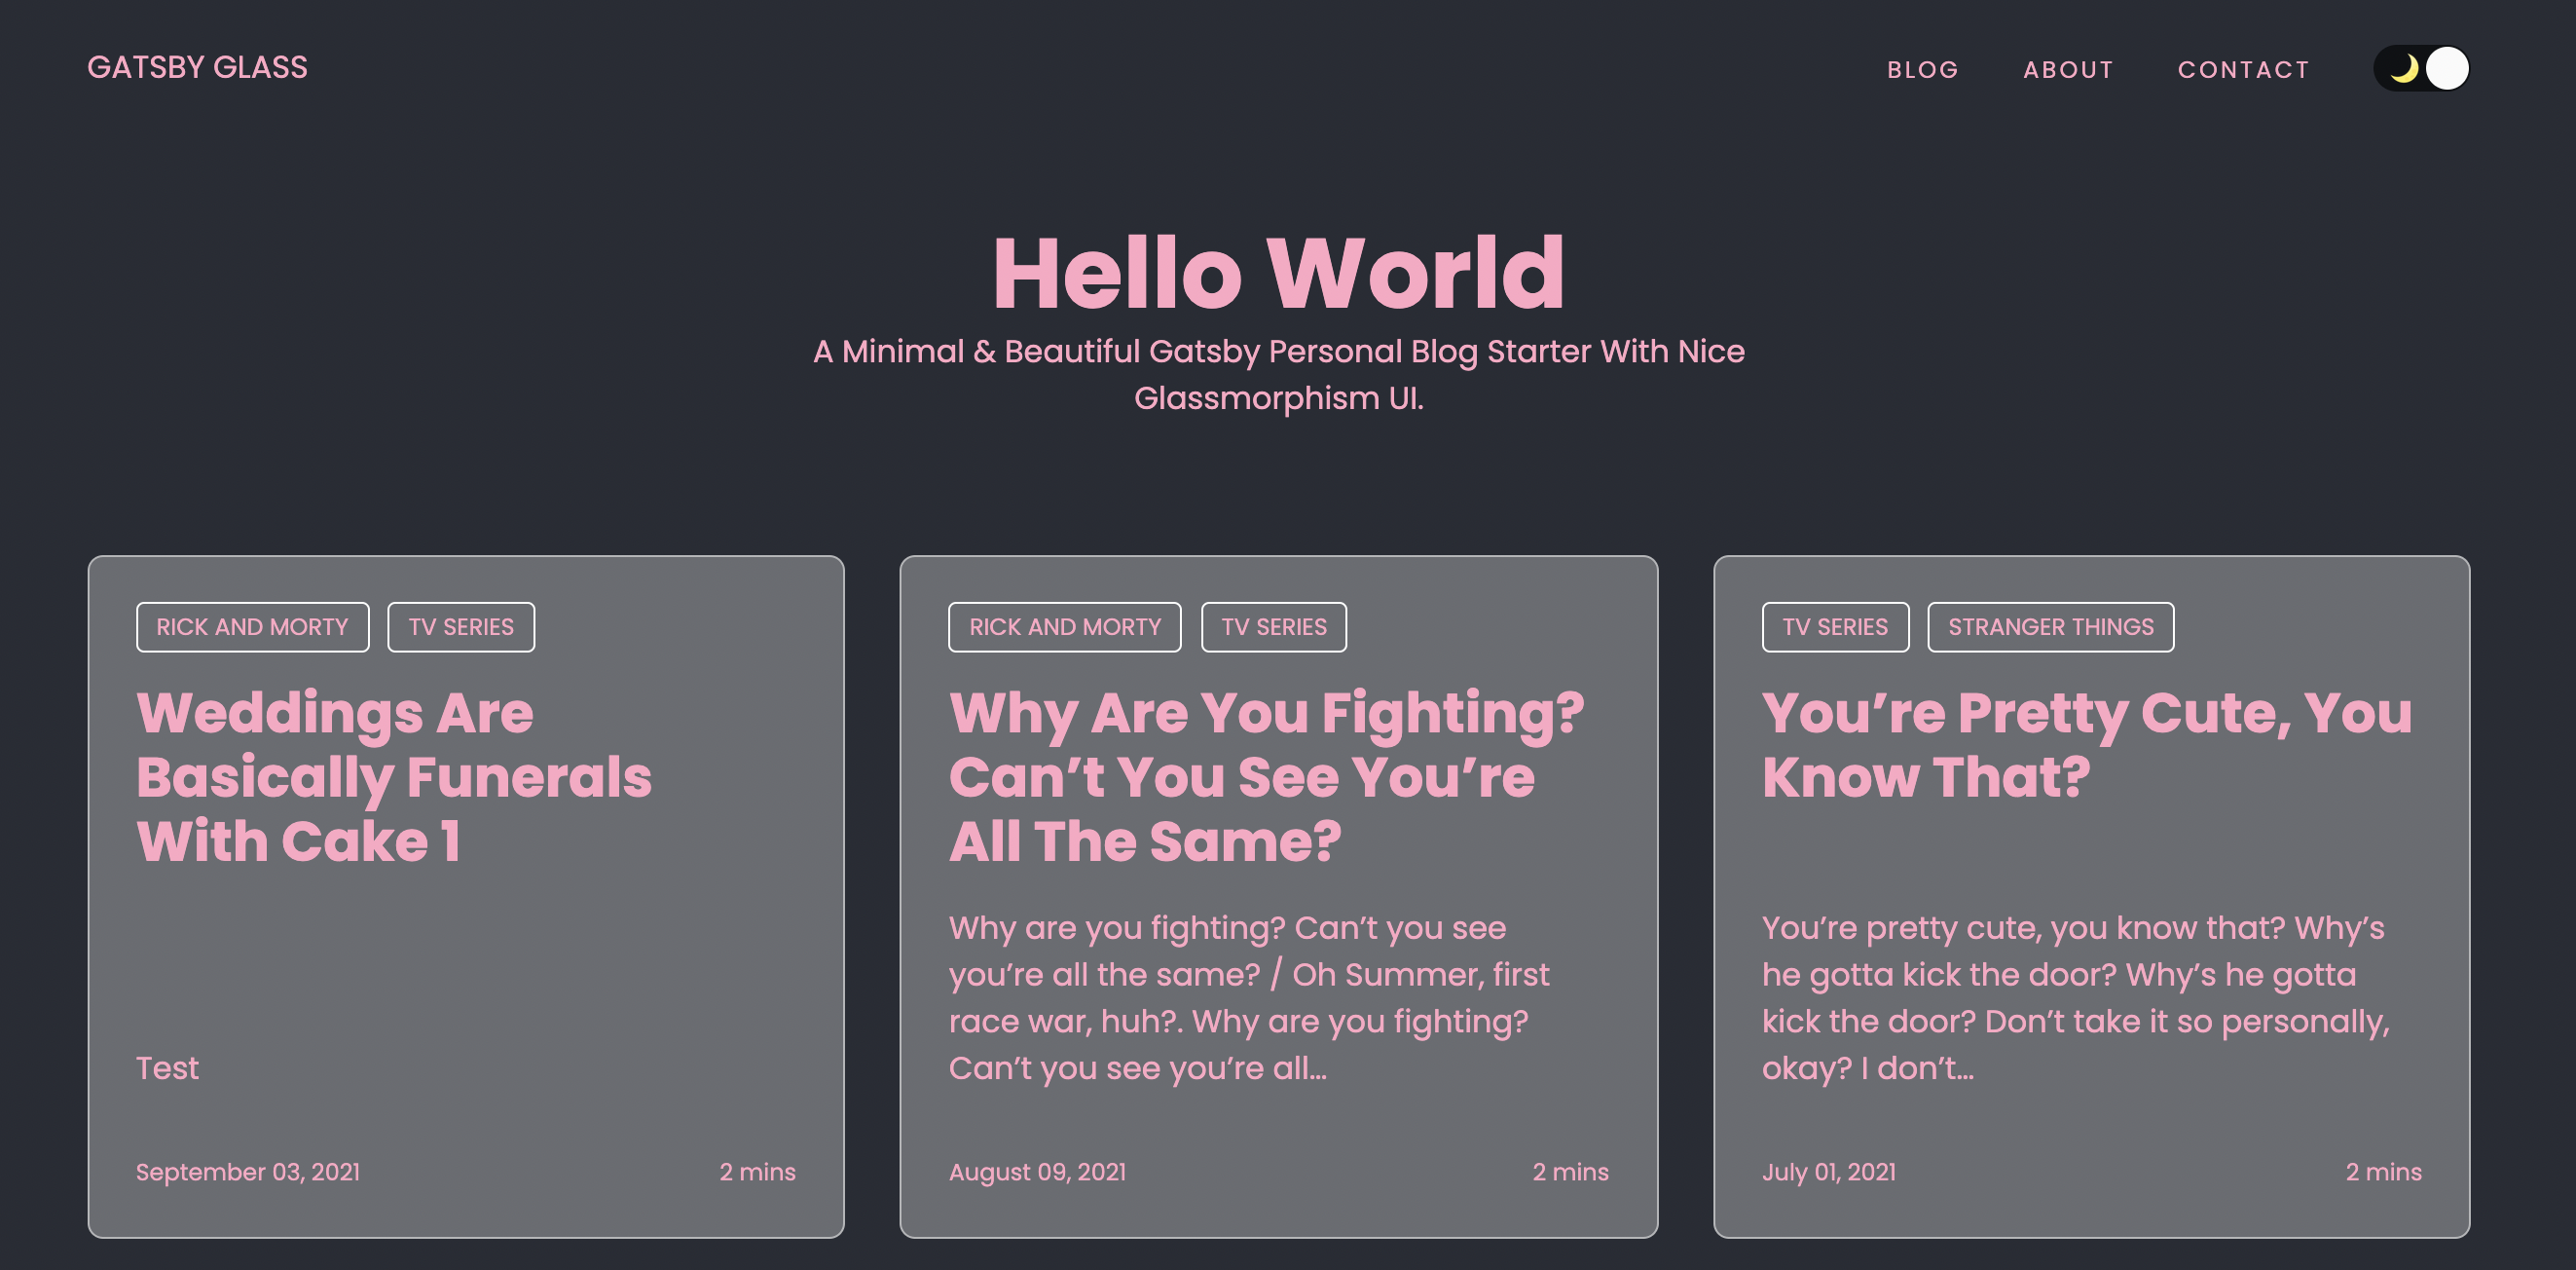 GATSBY GLASS
BLOG
ABOUT
CONTACT
Hello World
A Minimal & Beautiful Gatsby Personal Blog Starter With Nice
Glassmorphism UI.
RICK AND MORTY
TV SERIES
Weddings Are
Basically Funerals
With Cake 1
Test
September 03, 2021
2 mins
RICK AND MORTY
TV SERIES
Why Are You Fighting?
Can’t You See You’re
All The Same?
Why are you fighting? Can’t you see
you’re all the same? / Oh Summer, first
race war, huh?. Why are you fighting?
Can’t you see you’re all…
August 09, 2021
2 mins
TV SERIES
STRANGER THINGS
You’re Pretty Cute, You
Know That?
You’re pretty cute, you know that? Why’s
he gotta kick the door? Why’s he gotta
kick the door? Don’t take it so personally,
okay? I don’t…
July 01, 2021
2 mins